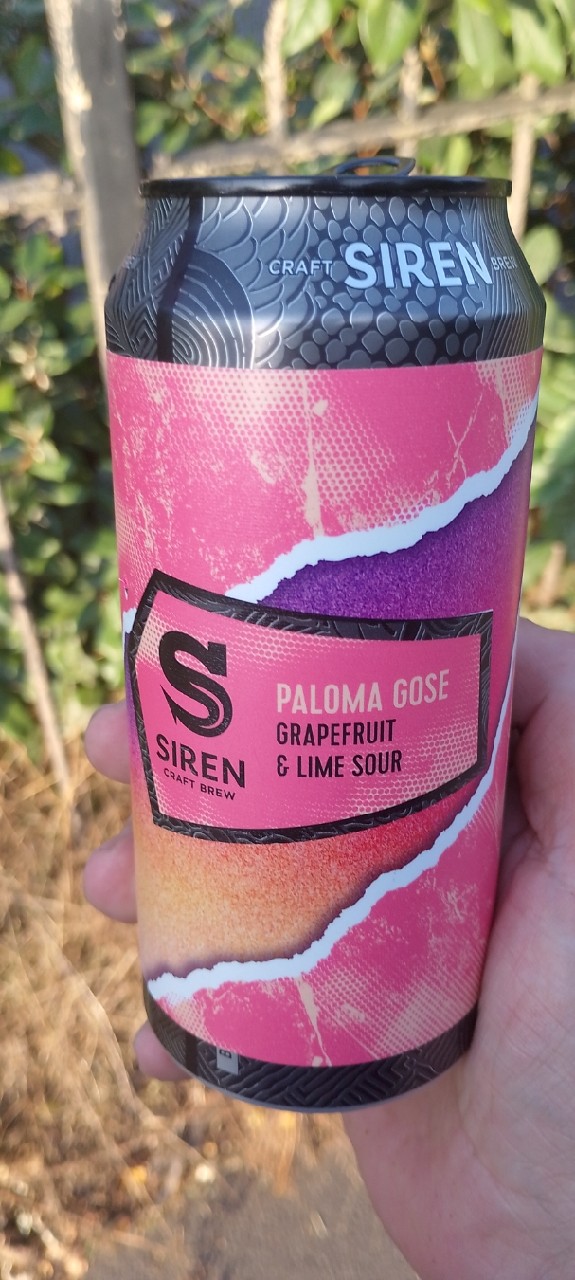 CRAFT SIREN BREW
S
PALOMA GOSE
GRAPEFRUIT
& LIME SOUR
SIREN
CRAFT BREW